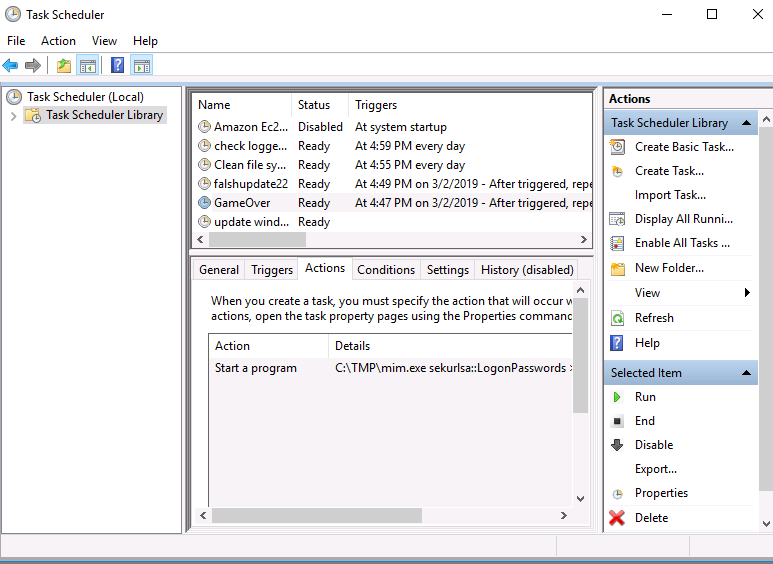 Task Scheduler
File Action View Help
Task Scheduler (Local)
Task Scheduler Library
Name Status Triggers
Amazon Ec2... Disabled At system startup
check logge... Ready At 4:59 PM every day
Clean file sy... Ready At 4:55 PM every day
falshupdate22 Ready At 4:49 PM on 3/2/2019 - After triggered, repe
GameOver Ready At 4:47 PM on 3/2/2019 - After triggered, repe
update wind... Ready
General Triggers Actions Conditions Settings History (disabled)
When you create a task, you must specify the action that will occur w
actions, open the task property pages using the Properties command
Action Details
Start a program C:\TMP\mim.exe sekurlsa::LogonPasswords >
Actions
Task Scheduler Library
Create Basic Task...
Create Task...
Import Task...
Display All Runni...
Enable All Tasks ...
New Folder...
View
Refresh
Help
Selected Item
Run
End
Disable
Export...
Properties
Delete